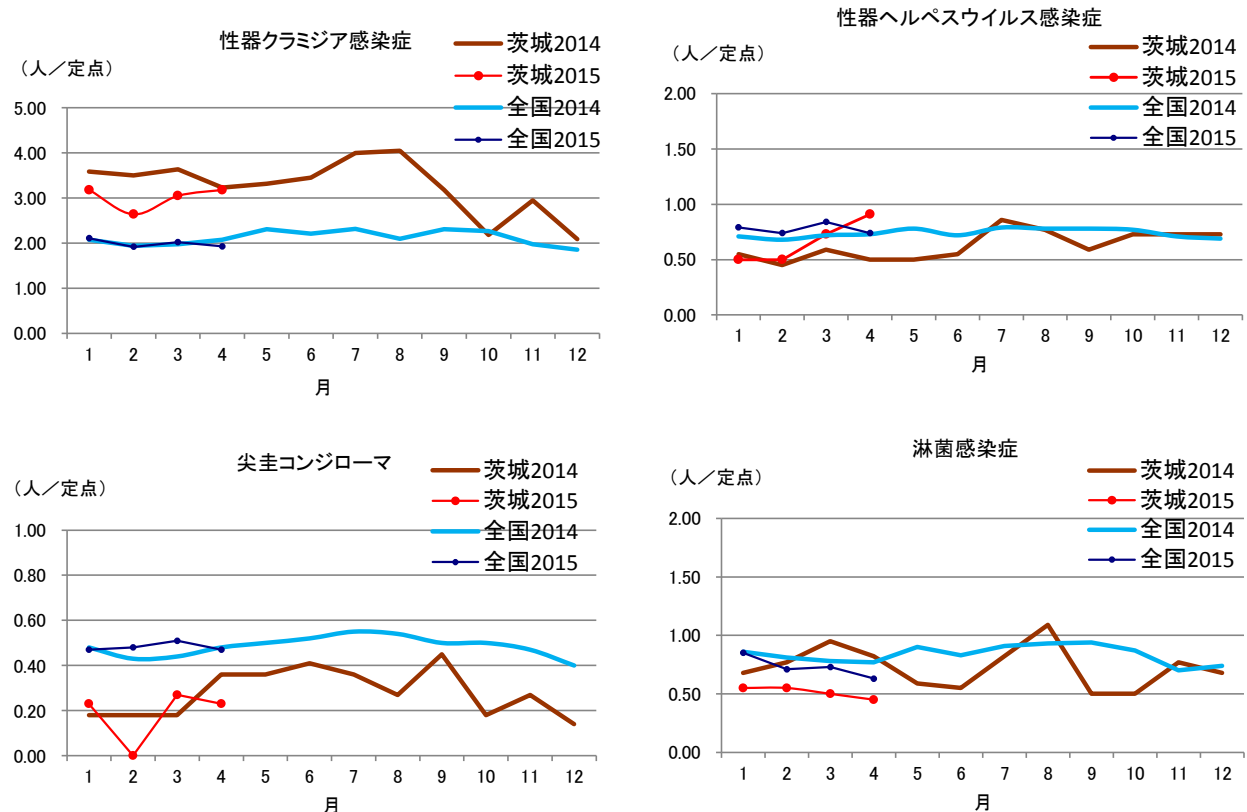 性器クラミジア感染症
（人／定点）
茨城2014
茨城2015
全国2014
全国2015
5.00
4.00
3.00
2.00
1.00
0.00
1 2 3 4 5 6 7 8 9 10 11 12
月
性器ヘルペスウイルス感染症
（人／定点）
茨城2014
茨城2015
全国2014
全国2015
2.00
1.50
1.00
0.50
0.00
1 2 3 4 5 6 7 8 9 10 11 12
月
尖圭コンジローマ
（人／定点）
茨城2014
茨城2015
全国2014
全国2015
1.00
0.80
0.60
0.40
0.20
0.00
1 2 3 4 5 6 7 8 9 10 11 12
月
淋菌感染症
（人／定点）
茨城2014
茨城2015
全国2014
全国2015
2.00
1.50
1.00
0.50
0.00
1 2 3 4 5 6 7 8 9 10 11 12
月